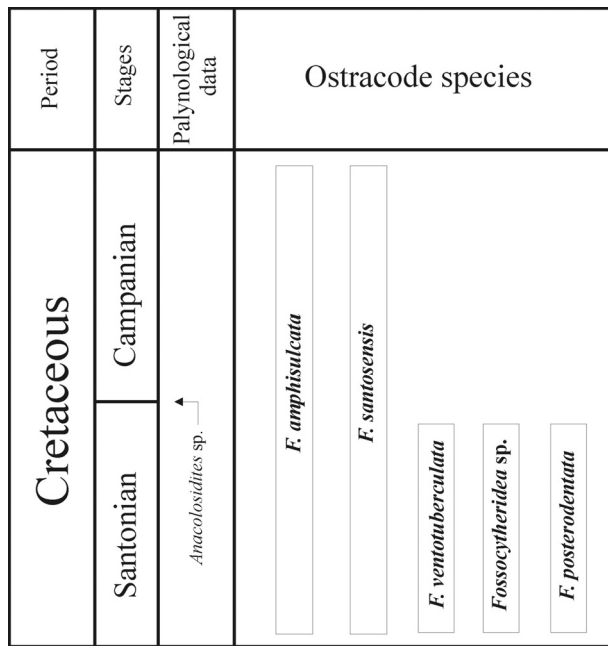 Period
Stages
Palynological
data
Ostracode species
Cretaceous
Campanian
Santonian
Anacolosidites sp.
F. amphisulcata
F. santosensis
F. ventotuberculata
Fossocytheridea sp.
F. posterodentata